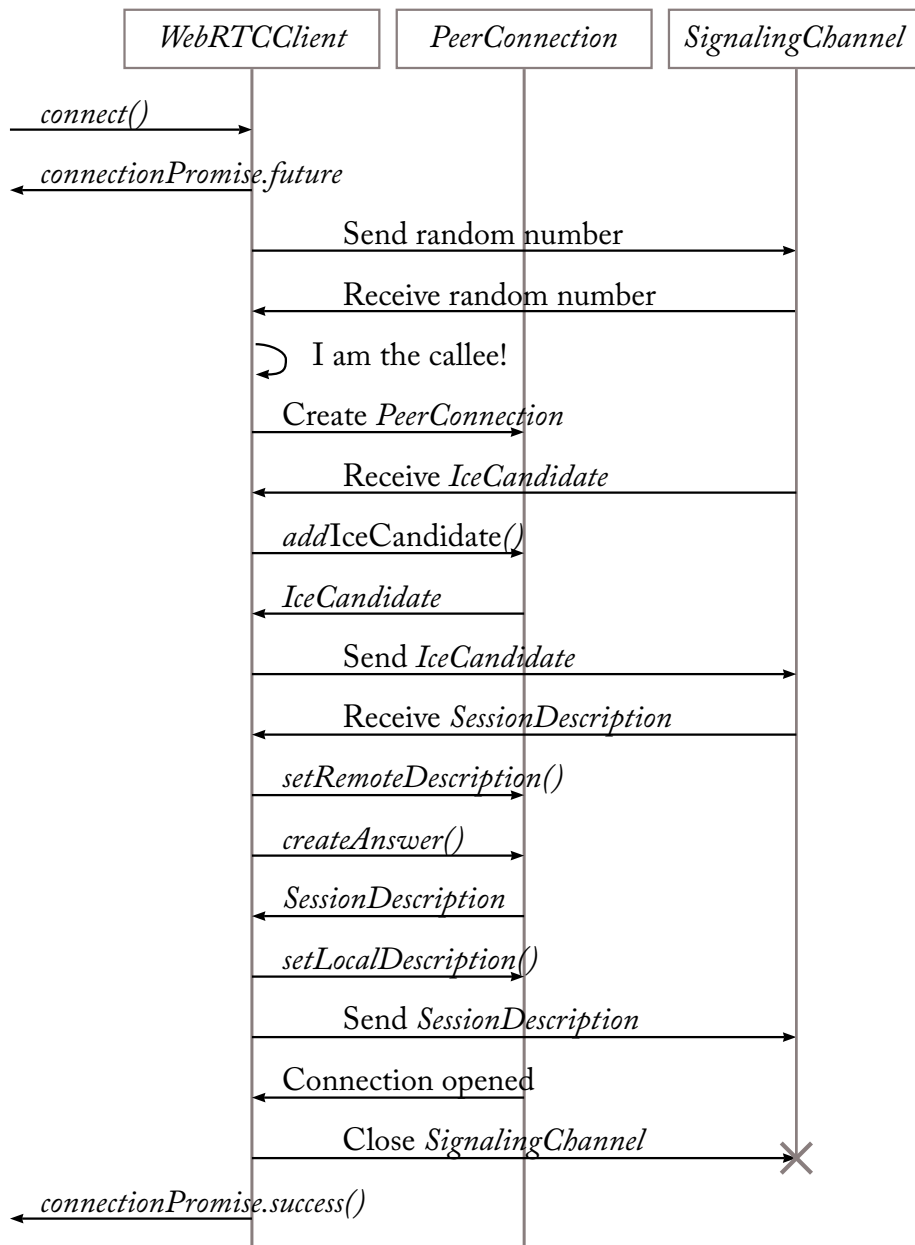 WebRTCClient PeerConnection SignalingChannel
connect()
connectionPromise.future
Send random number
Receive random number
I am the callee!
Create PeerConnection
Receive IceCandidate
addIceCandidate()
IceCandidate
Send IceCandidate
Receive SessionDescription
setRemoteDescription()
createAnswer()
SessionDescription
setLocalDescription()
Send SessionDescription
Connection opened
Close SignalingChannel
connectionPromise.success()